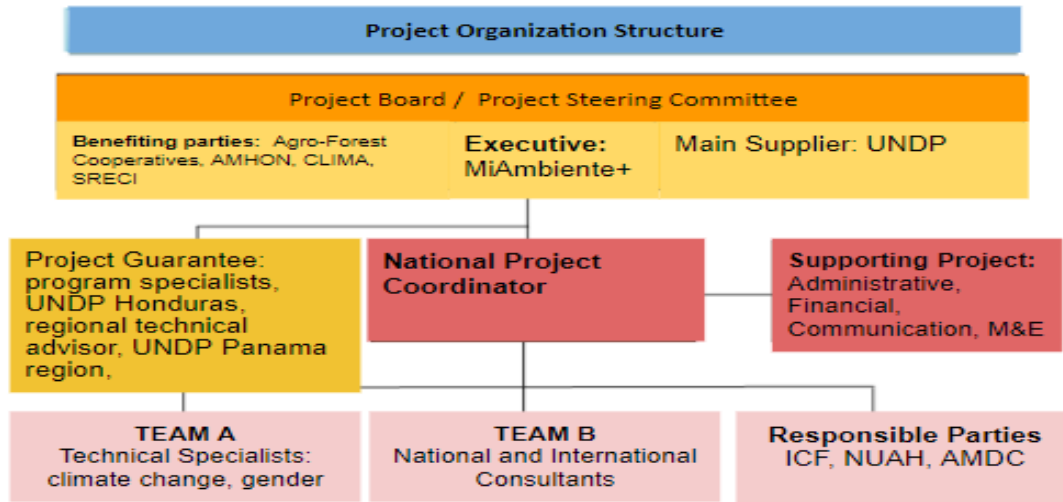 Project Organization Structure
Project Board / Project Steering Committee
Benefiting parties: Agro-Forest
Cooperatives, AMHON, CLIMA,
SRECI
Executive:
MiAmbiente+
Main Supplier: UNDP
Project Guarantee:
program specialists,
UNDP Honduras,
regional technical
advisor, UNDP Panama
region,
National Project
Coordinator
Supporting Project:
Administrative,
Financial,
Communication, M&E
TEAM A
Technical Specialists:
climate change, gender
TEAM B
National and International
Consultants
Responsible Parties
ICF, NUAH, AMDC